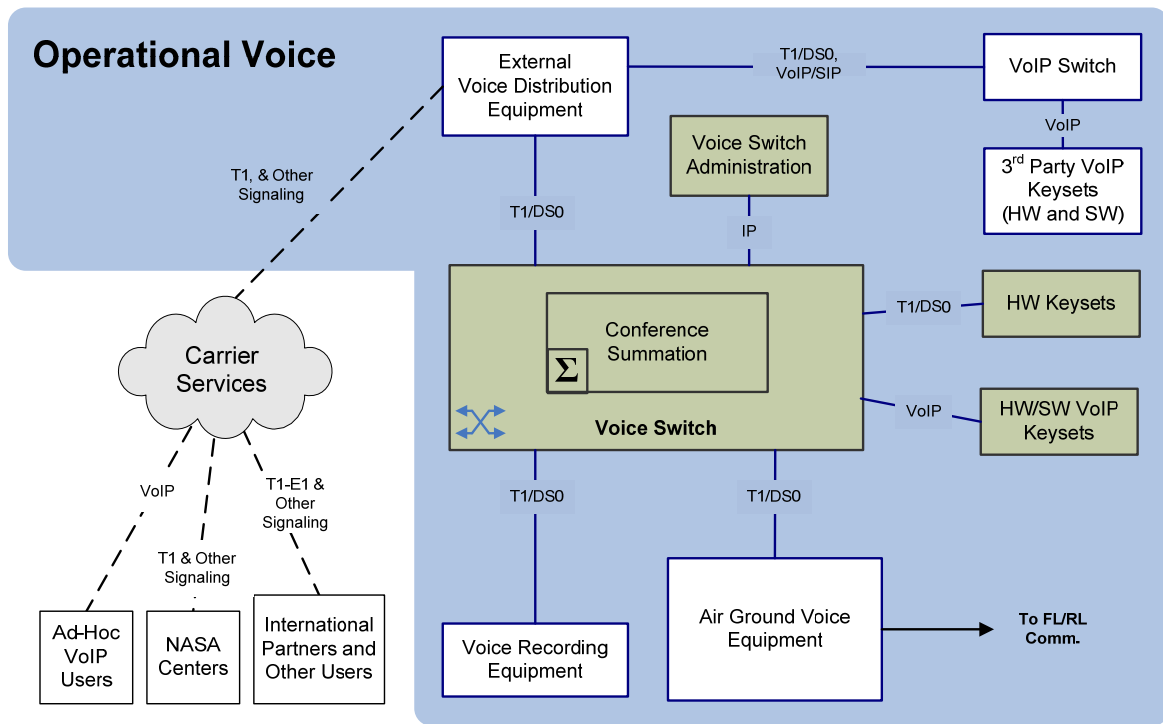 Operational Voice
External
Voice Distribution
Equipment
T1/DS0,
VoIP/SIP
VoIP Switch
VoIP
3rd Party VoIP
Keysets
(HW and SW)
Voice Switch
Administration
T1, & Other
Signaling
T1/DS0
IP
Conference
Summation
Σ
Voice Switch
T1/DS0
HW Keysets
VoIP
HW/SW VoIP
Keysets
Carrier
Services
VoIP
T1 & Other
Signaling
T1-E1 &
Other
Signaling
Ad-Hoc
VoIP
Users
NASA
Centers
International
Partners and
Other Users
T1/DS0
T1/DS0
Voice Recording
Equipment
Air Ground Voice
Equipment
To FL/RL
Comm.